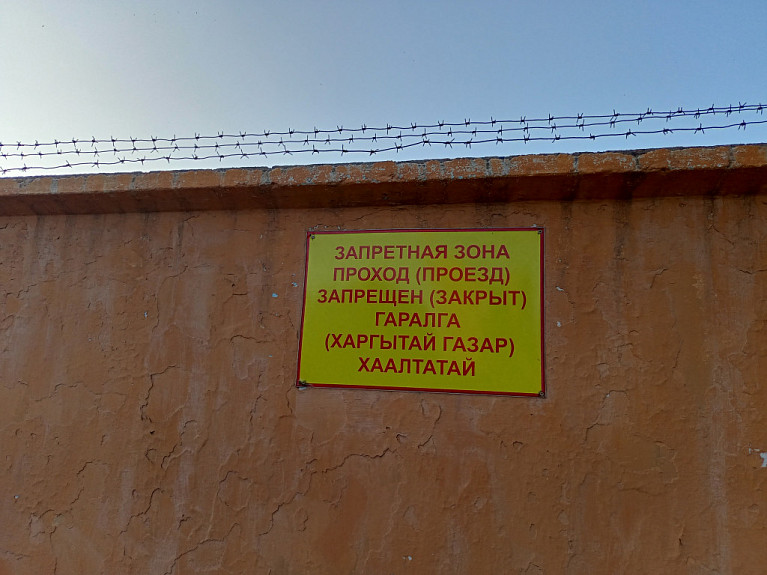 ЗАПРЕТНАЯ ЗОНА
ПРОХОД (ПРОЕЗД)
ЗАПРЕЩЕН (ЗАКРЫТ)
ГАРАЛГА
(ХАРГЫТАЙ ГАЗАР)
ХААЛТАТАЙ